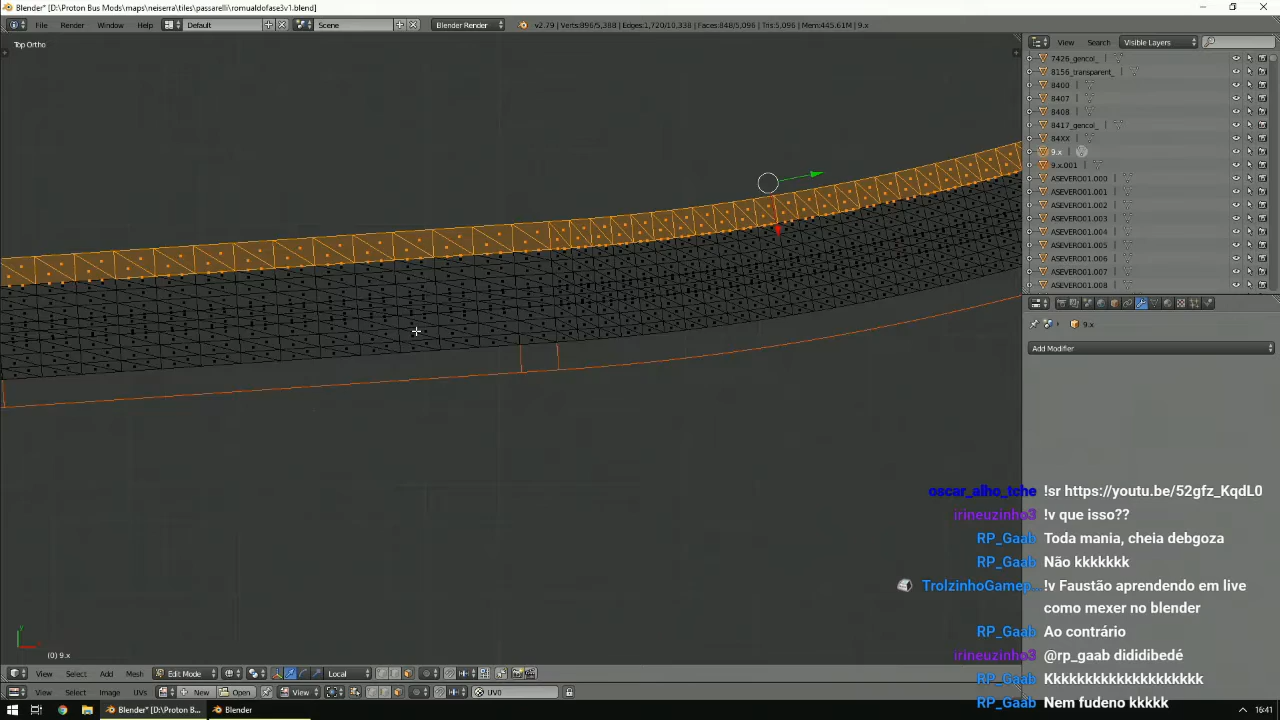 Blender* [D:\Proton Bus Mods\maps\neiserra\tiles\passarelli\romualdofase3v1.blend]
File Render Window Help Default Scene Blender Render v2.79 | Verts:896/5,388 | Edges:1,720/10,338 | Faces:848/5,096 | Tris:5,096 | Mem:445.61M | 9.x
Top Ortho
View Search Visible Layers
7426_gencol_
8156_transparent_
8400
8407
8408
8417_gencol_
84XX
9.x
9.x.001
ASEVERO01.000
ASEVERO01.001
ASEVERO01.002
ASEVERO01.003
ASEVERO01.004
ASEVERO01.005
ASEVERO01.006
ASEVERO01.007
ASEVERO01.008
9.x
Add Modifier
oscar_alho_tche !sr https://youtu.be/52gfz_KqdL0
irineuzinho3 !v que isso??
RP_Gaab Toda mania, cheia debgoza
RP_Gaab Não kkkkkkk
TrolzinhoGamep... !v Faustão aprendendo em live
como mexer no blender
RP_Gaab Ao contrário
irineuzinho3 @rp_gaab didididebé
RP_Gaab Kkkkkkkkkkkkkkkkkkk
RP_Gaab Nem fudeno kkkkk
(0) 9.x
View Select Add Mesh Edit Mode Local
View Select Image UVs New Open View UV0
Blender* [D:\Proton B... Blender 16:41